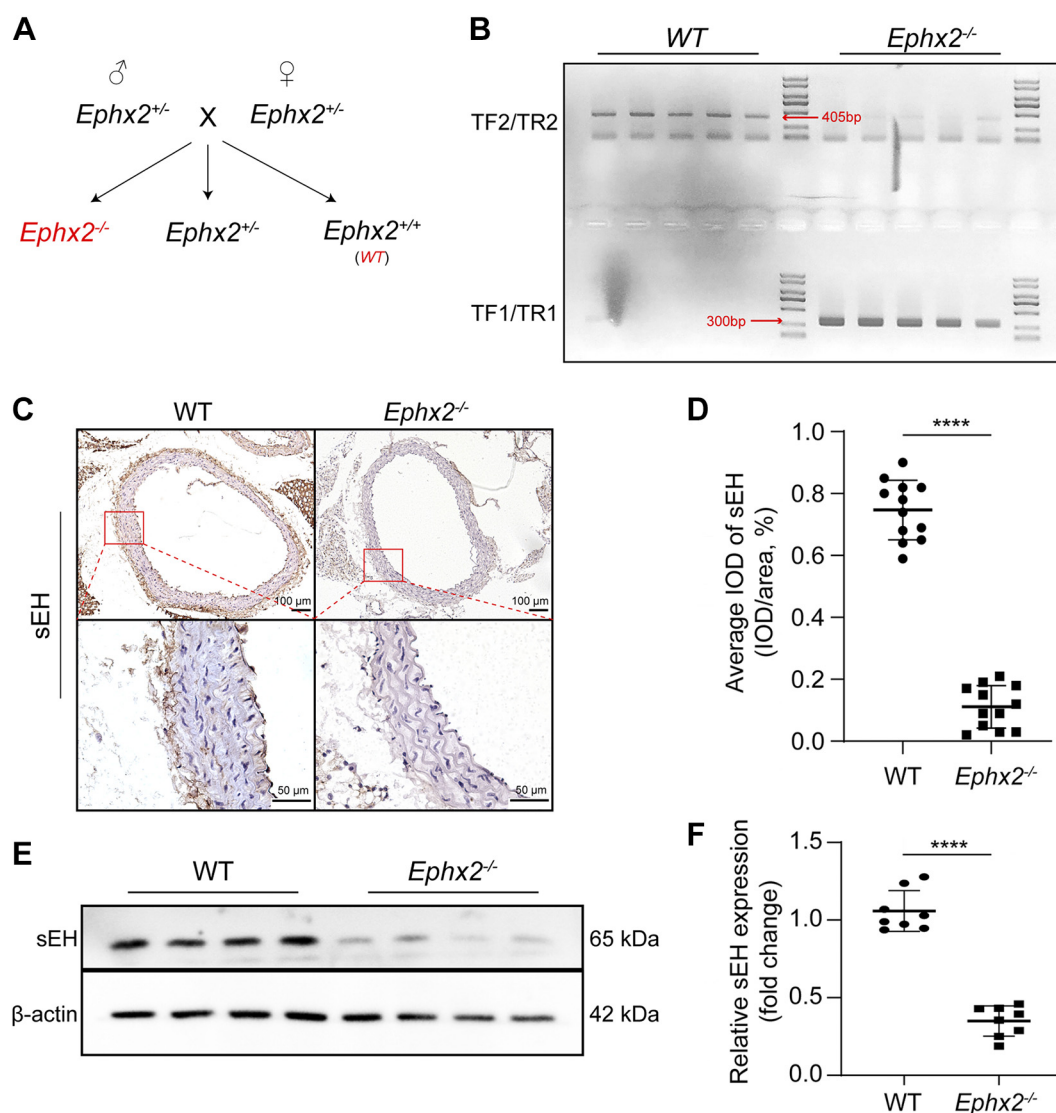 A
♂ ♀
Ephx2+/- X Ephx2+/-
Ephx2-/- Ephx2+/- Ephx2+/+
(WT)
B
WT Ephx2-/-
TF2/TR2
405bp
TF1/TR1
300bp
C
WT Ephx2-/-
sEH
100 µm 100 µm
50 µm 50 µm
D
****
Average IOD of sEH
(IOD/area, %)
1.0
0.8
0.6
0.4
0.2
0.0
WT Ephx2-/-
E
WT Ephx2-/-
sEH 65 kDa
β-actin 42 kDa
F
****
Relative sEH expression
(fold change)
1.5
1.0
0.5
0.0
WT Ephx2-/-